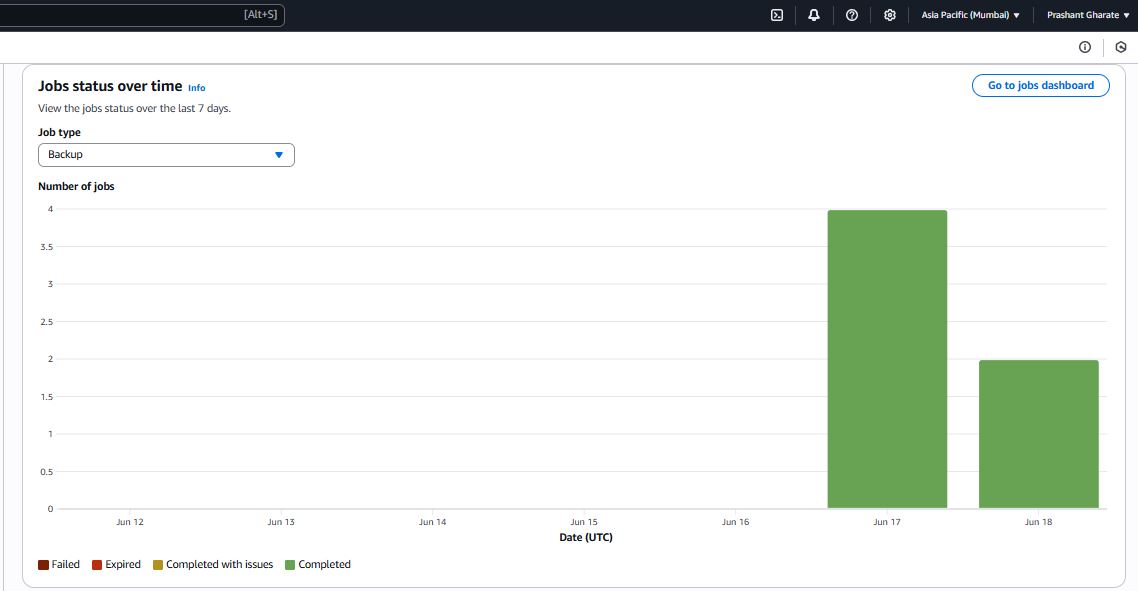 [Alt+S] Asia Pacific (Mumbai) ▼ Prashant Gharate ▼
Jobs status over time Info Go to jobs dashboard
View the jobs status over the last 7 days.
Job type
Backup
Number of jobs
4
3.5
3
2.5
2
1.5
1
0.5
0
Jun 12 Jun 13 Jun 14 Jun 15 Jun 16 Jun 17 Jun 18
Date (UTC)
Failed Expired Completed with issues Completed